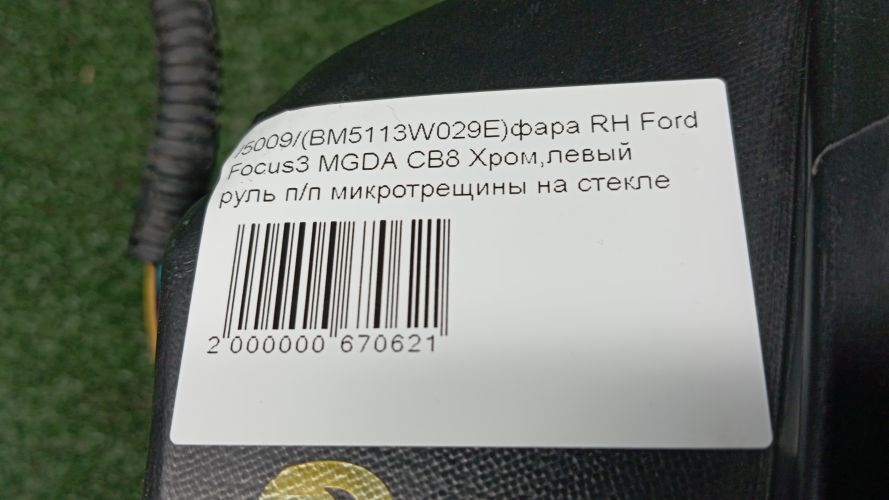 /5009/(BM5113W029E)фара RH Ford
Focus3 MGDA CB8 Хром,левый
руль п/п микротрещины на стекле
2 000000 670621